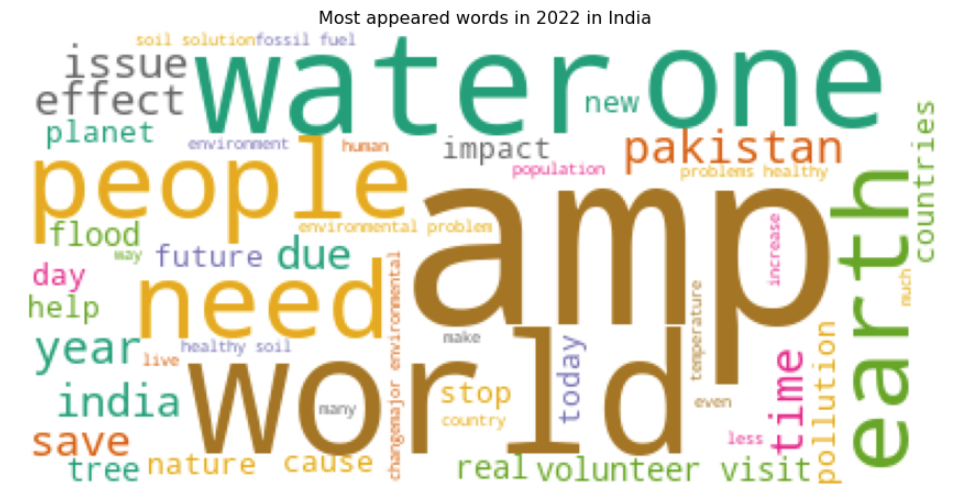 Most appeared words in 2022 in India
soil solution
fossil fuel
issue
water
one
effect
new
planet
countries
environment
human
impact
pakistan
people
population
problems healthy
amp
earth
flood
environmental problem
way
future
due
increase
day
need
much
help
changemajor environmental
temperature
year
healthy soil
make
live
world
today
time
pollution
india
many
stop
even
country
save
less
tree
nature
cause
real
volunteer
visit